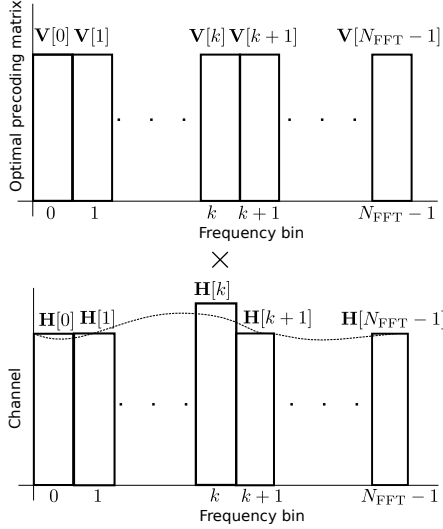 Optimal precoding matrix
V[0] V[1] V[k] V[k + 1] V[N_FFT − 1]
0 1 k k + 1 N_FFT − 1
Frequency bin
×
Channel
H[k]
H[0] H[1] H[k + 1] H[N_FFT − 1]
0 1 k k + 1 N_FFT − 1
Frequency bin